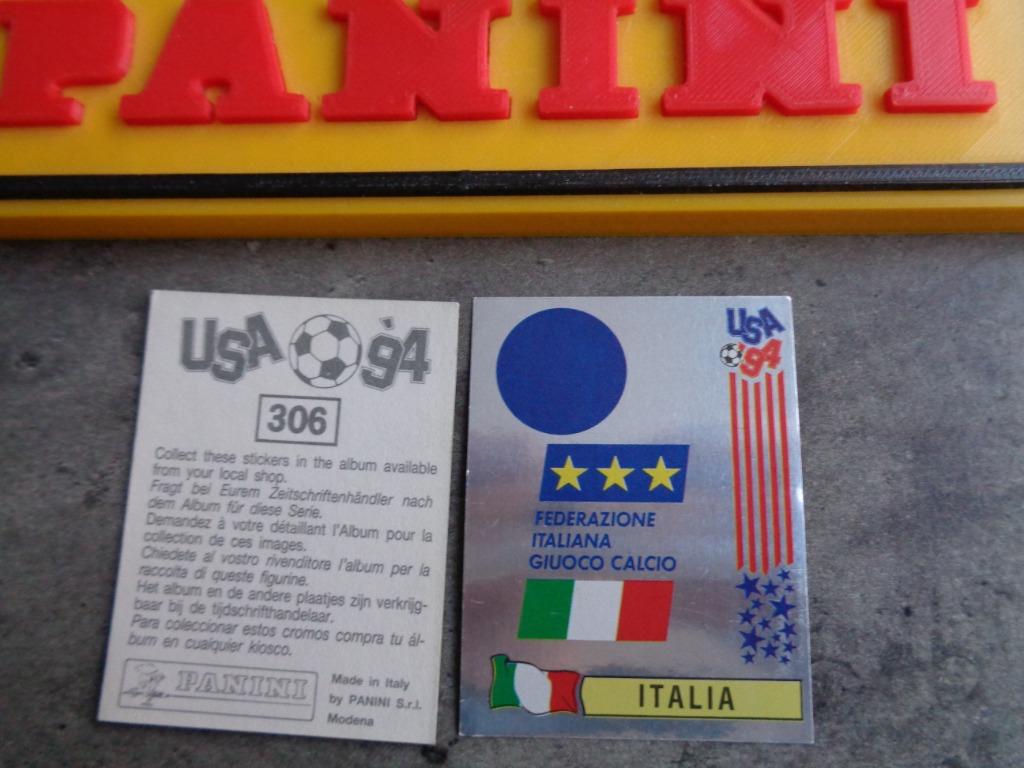 PANINI
USA '94
306
Collect these stickers in the album available
from your local shop.
Fragt bei Eurem Zeitschriftenhändler nach
dem Album für diese Serie.
Demandez à votre détaillant l'Album pour la
collection de ces images.
Chiedete al vostro rivenditore l'album per la
raccolta di queste figurine.
Het album en de andere plaatjes zijn verkrijg-
baar bij de tijdschrifthandelaar.
Para coleccionar estos cromos compra tu ál-
bum en cualquier kiosco.
PANINI
Made in Italy
by PANINI S.r.l.
Modena
USA
'94
FEDERAZIONE
ITALIANA
GIUOCO CALCIO
ITALIA